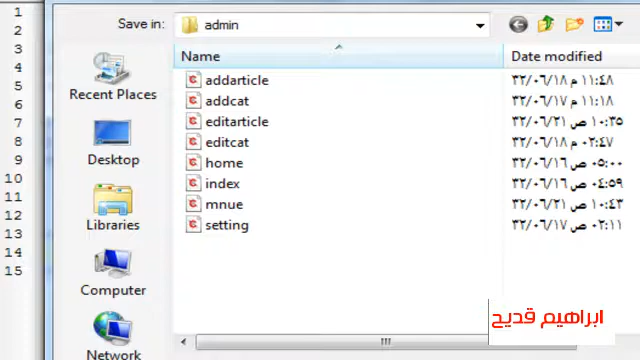 1
2
3
4
5
6
7
8
9
10
11
12
13
14
15
Save in: admin
Recent Places
Desktop
Libraries
Computer
Network
Name Date modified
addarticle ٣٢/٠٦/١٨ م ١١:٤٨
addcat ٣٢/٠٦/١٧ م ١١:١٨
editarticle ٣٢/٠٦/٢١ ص ١٠:٣٥
editcat ٣٢/٠٦/١٨ م ٠٢:٤٧
home ٣٢/٠٦/١٦ ص ٠٥:٠٠
index ٣٢/٠٦/١٦ ص ٠٤:٥٩
mnue ٣٢/٠٦/٢١ ص ١٠:٤٣
setting ٣٢/٠٦/١٧ ص ٠٢:١١
ابراهيم قديح